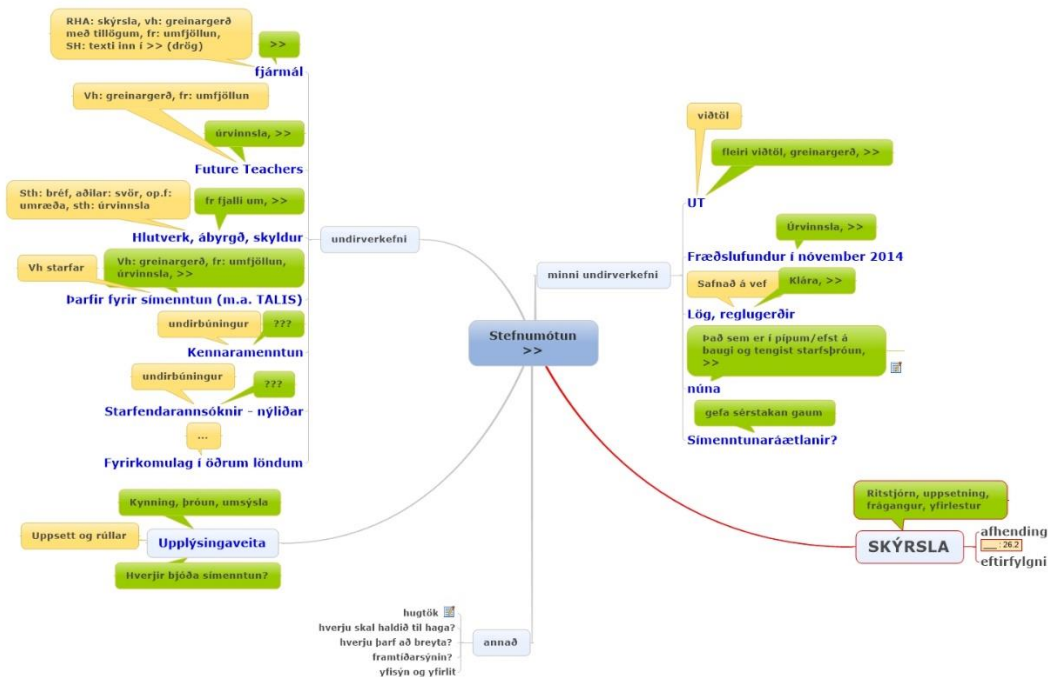 RHA: skýrsla, vh: greinargerð
með tillögum, fr: umfjöllun,
SH: texti inn í >> (drög)
>>
fjármál
Vh: greinargerð, fr: umfjöllun
úrvinnsla, >>
Future Teachers
Sth: bréf, aðilar: svör, op.f:
umræða, sth: úrvinnsla
fr fjalli um, >>
Hlutverk, ábyrgð, skyldur
Vh starfar
Vh: greinargerð, fr: umfjöllun,
úrvinnsla, >>
Þarfir fyrir símenntun (m.a. TALIS)
undirbúningur
???
Kennaramenntun
undirbúningur
???
Starfendarannsóknir - nýliðar
...
Fyrirkomulag í öðrum löndum
undirverkefni
Kynning, þróun, umsýsla
Uppsett og rúllar
Upplýsingaveita
Hverjir bjóða símenntun?
Stefnumótun
>>
viðtöl
fleiri viðtöl, greinargerð, >>
UT
Úrvinnsla, >>
Fræðslufundur í nóvember 2014
minni undirverkefni
Safnað á vef
Klára, >>
Lög, reglugerðir
Það sem er í pípum/efst á
baugi og tengist starfsþróun,
>>
núna
gefa sérstakan gaum
Símenntunaráætlanir?
Ritstjórn, uppsetning,
frágangur, yfirlestur
SKÝRSLA
afhending
___ : 26.2
eftirfylgni
hugtök
hverju skal haldið til haga?
hverju þarf að breyta?
framtíðarsýnin?
yfisýn og yfirlit
annað